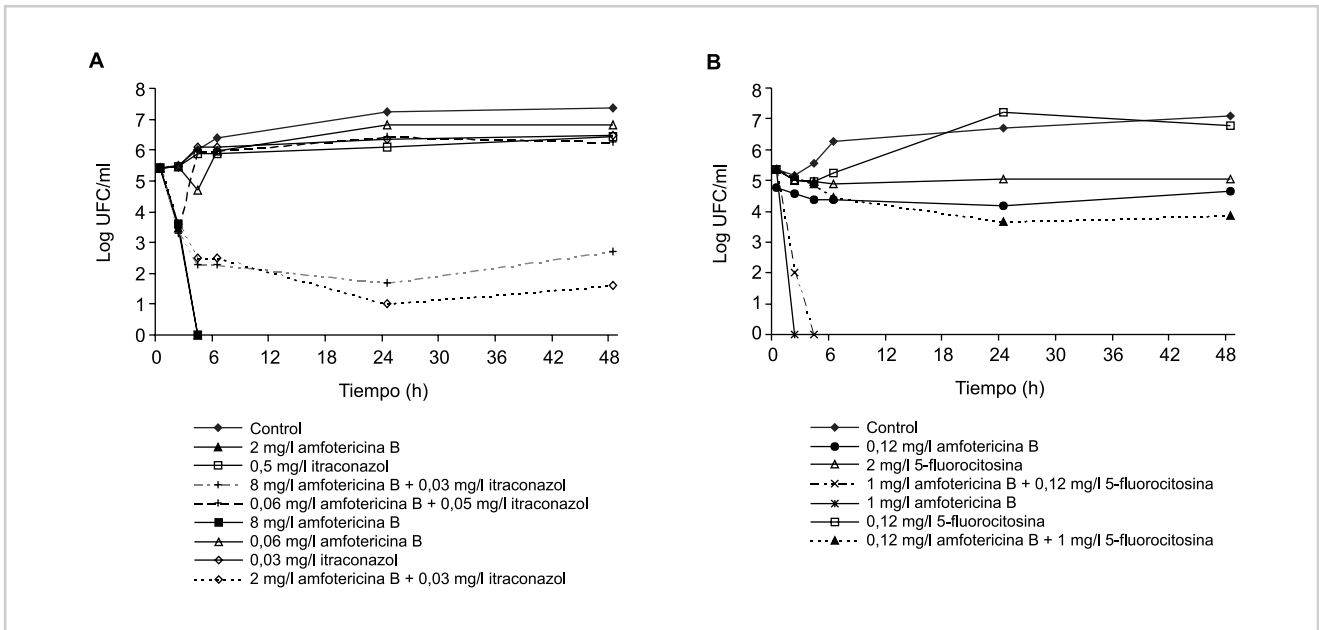 A
8
7
6
5
4
3
2
1
0
Log UFC/ml
0 6 12 18 24 30 36 42 48
Tiempo (h)
Control
2 mg/l amfotericina B
0,5 mg/l itraconazol
8 mg/l amfotericina B + 0,03 mg/l itraconazol
0,06 mg/l amfotericina B + 0,05 mg/l itraconazol
8 mg/l amfotericina B
0,06 mg/l amfotericina B
0,03 mg/l itraconazol
2 mg/l amfotericina B + 0,03 mg/l itraconazol
B
8
7
6
5
4
3
2
1
0
Log UFC/ml
0 6 12 18 24 30 36 42 48
Tiempo (h)
Control
0,12 mg/l amfotericina B
2 mg/l 5-fluorocitosina
1 mg/l amfotericina B + 0,12 mg/l 5-fluorocitosina
1 mg/l amfotericina B
0,12 mg/l 5-fluorocitosina
0,12 mg/l amfotericina B + 1 mg/l 5-fluorocitosina